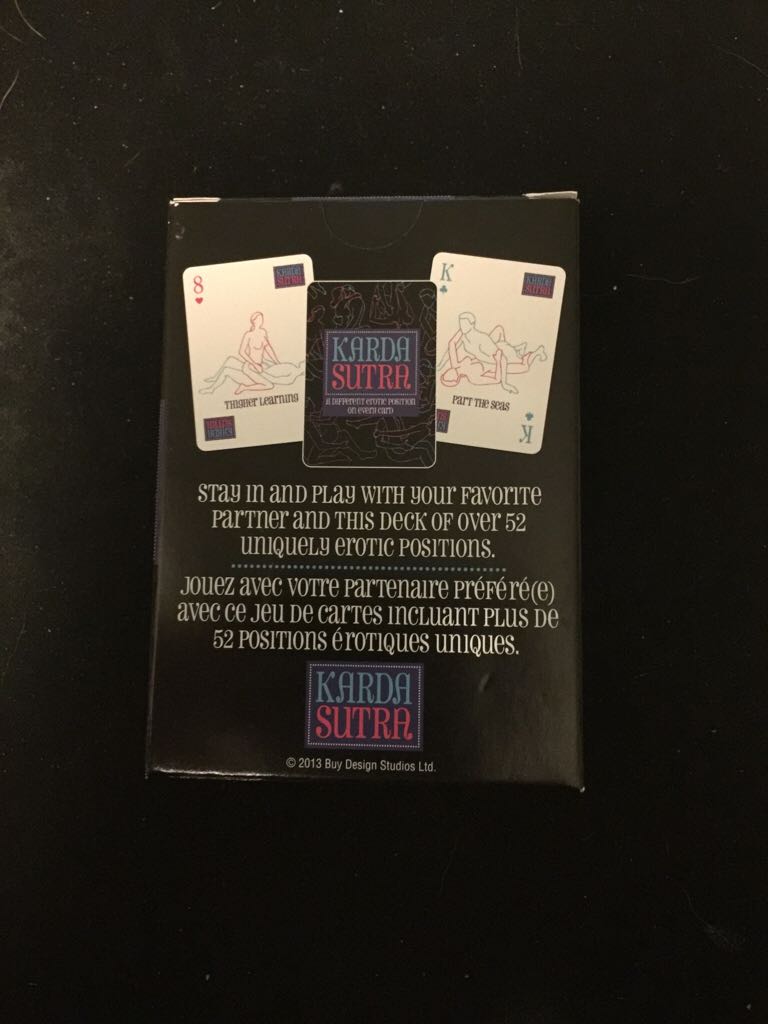 8
KARDA
SUTRA
THIGHER LEARNING
KARDA
SUTRA
A DIFFERENT EROTIC POSITION
ON EVERY CARD
K
KARDA
SUTRA
PART THE SEAS
K
STAY IN AND PLAY WITH YOUR FAVORITE
PARTNER AND THIS DECK OF OVER 52
UNIQUELY EROTIC POSITIONS.
JOUEZ AVEC VOTRE PARTENAIRE PRÉFÉRÉ(E)
AVEC CE JEU DE CARTES INCLUANT PLUS DE
52 POSITIONS ÉROTIQUES UNIQUES.
KARDA
SUTRA
© 2013 Buy Design Studios Ltd.